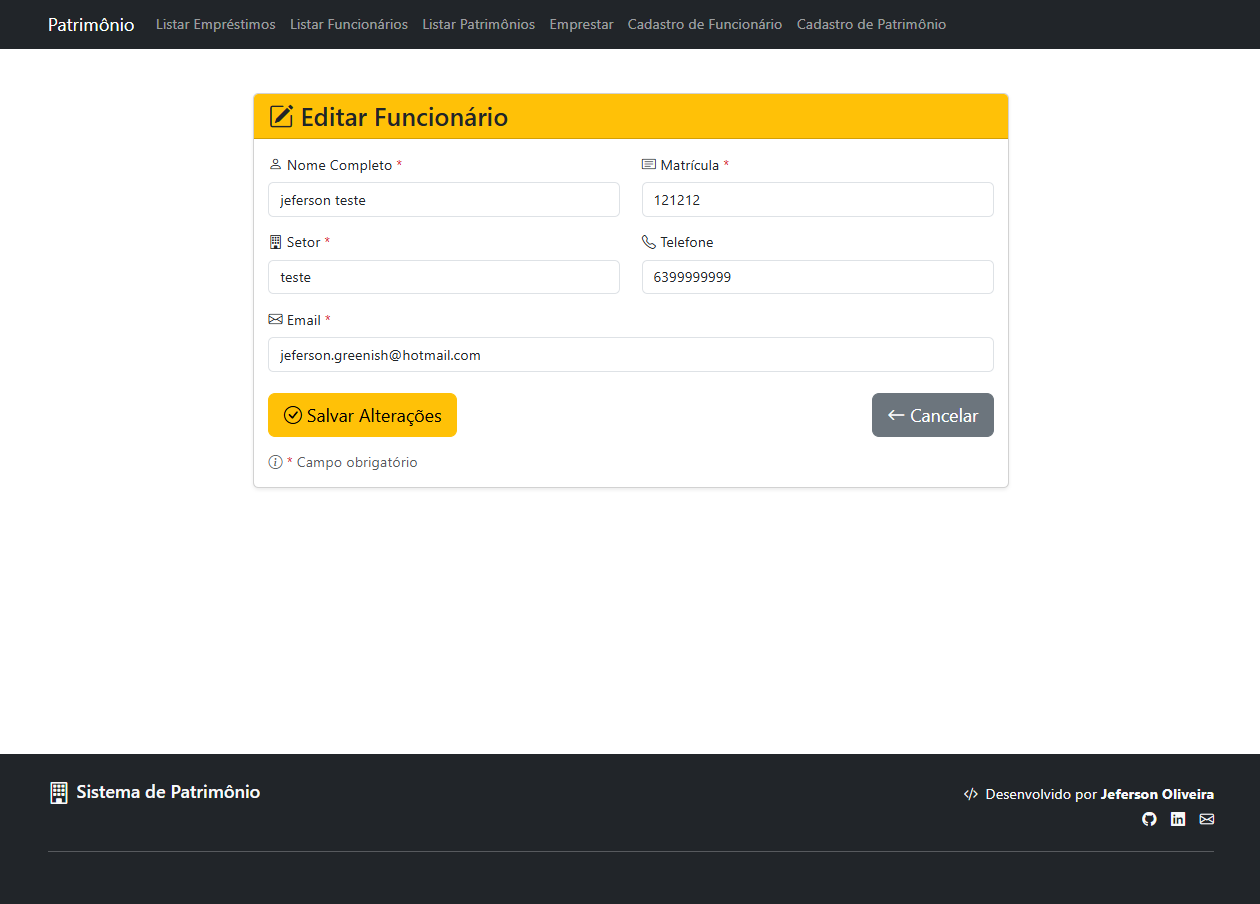 Patrimônio Listar Empréstimos Listar Funcionários Listar Patrimônios Emprestar Cadastro de Funcionário Cadastro de Patrimônio
Editar Funcionário
Nome Completo * Matrícula *
jeferson teste 121212
Setor * Telefone
teste 6399999999
Email *
jeferson.greenish@hotmail.com
Salvar Alterações Cancelar
* Campo obrigatório
Sistema de Patrimônio Desenvolvido por Jeferson Oliveira